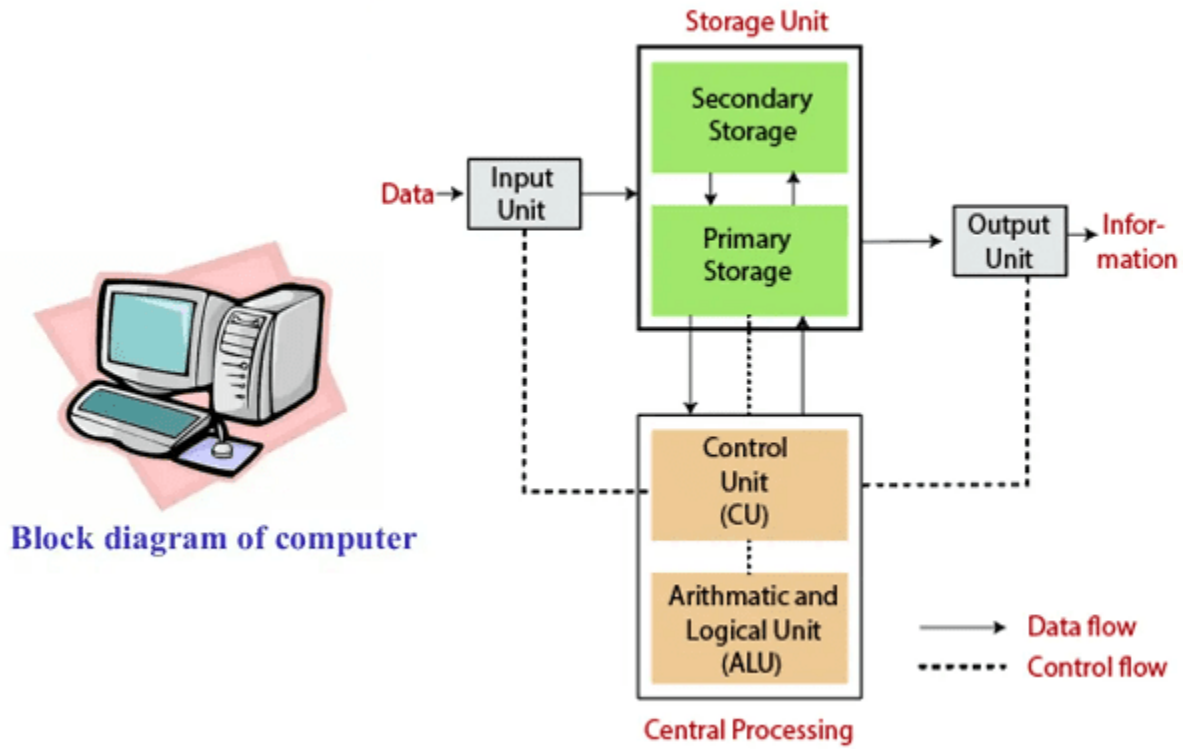 Storage Unit
Secondary
Storage
Data
Input
Unit
Primary
Storage
Output
Unit
Infor-
mation
Control
Unit
(CU)
Block diagram of computer
Arithmatic and
Logical Unit
(ALU)
Data flow
Control flow
Central Processing